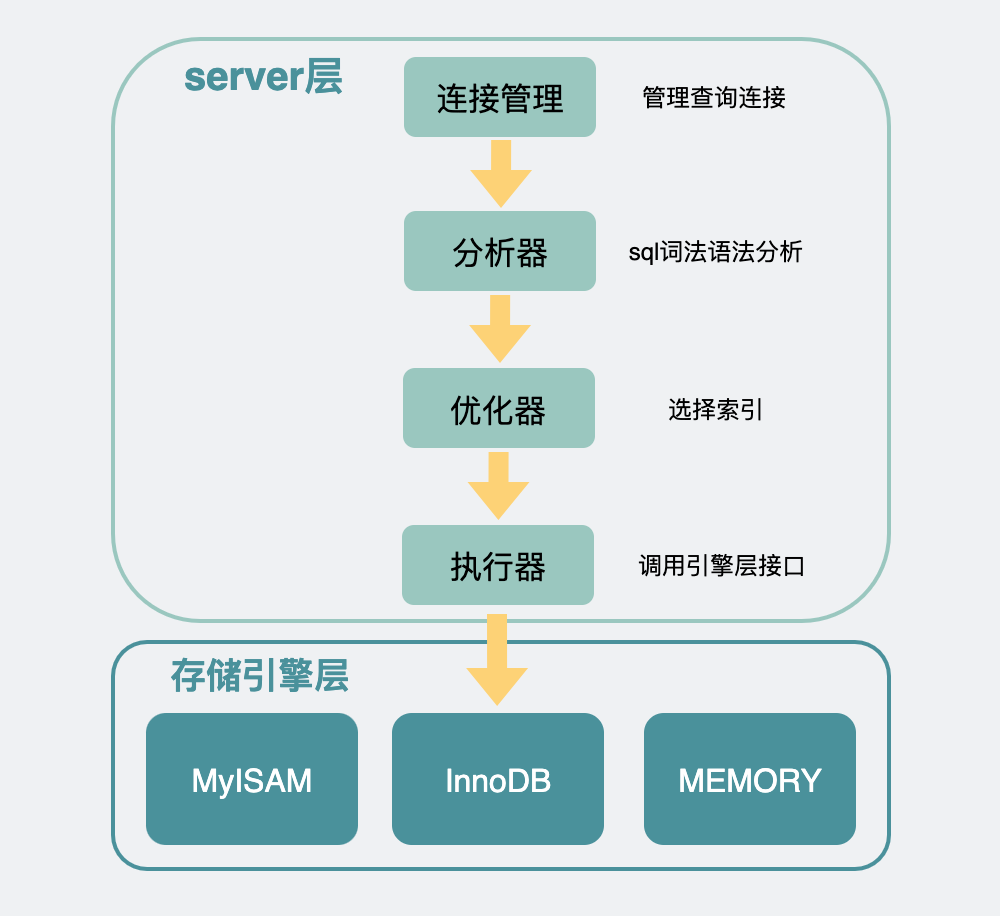 server层
连接管理
管理查询连接
分析器
sql词法语法分析
优化器
选择索引
执行器
调用引擎层接口
存储引擎层
MyISAM
InnoDB
MEMORY